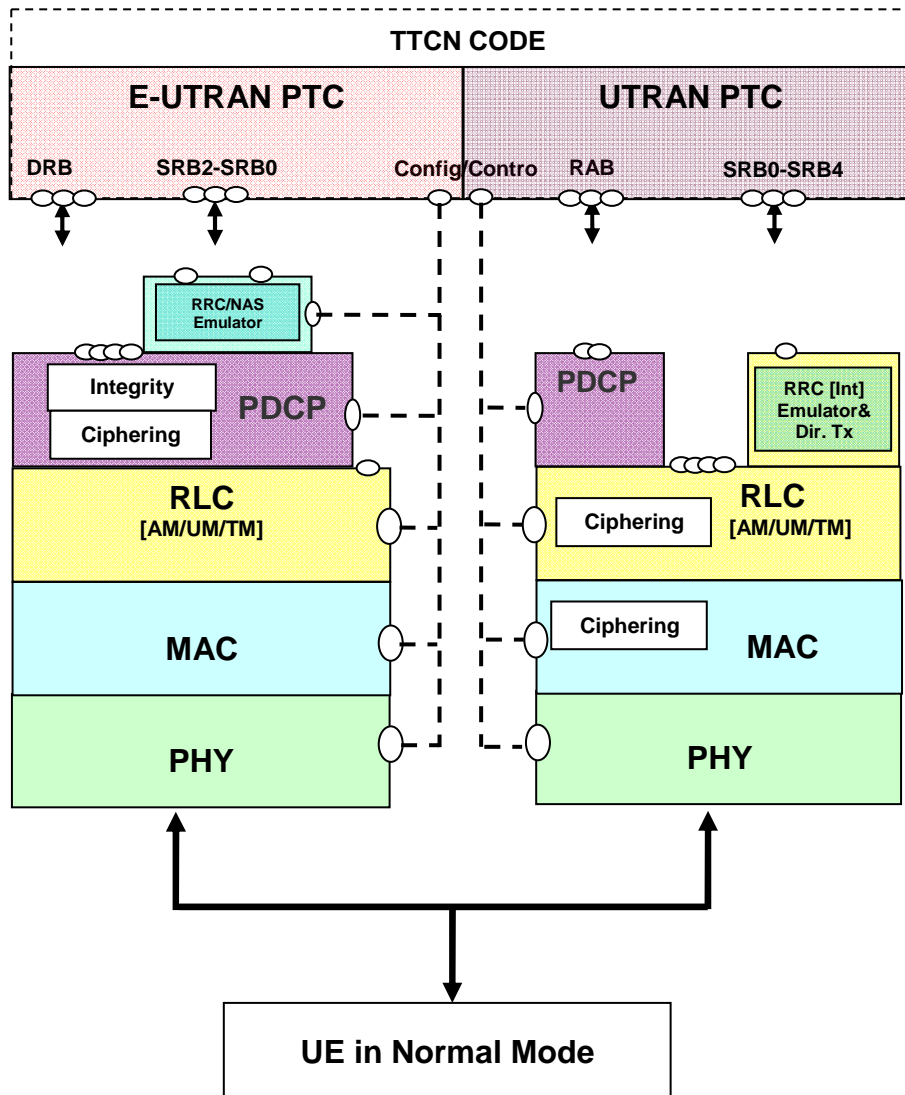 TTCN CODE
E-UTRAN PTC
UTRAN PTC
DRB
SRB2-SRB0
Config/Contro
RAB
SRB0-SRB4
RRC/NAS
Emulator
Integrity
Ciphering
PDCP
PDCP
RRC [Int]
Emulator&
Dir. Tx
RLC
[AM/UM/TM]
Ciphering
RLC
[AM/UM/TM]
MAC
Ciphering
MAC
PHY
PHY
UE in Normal Mode